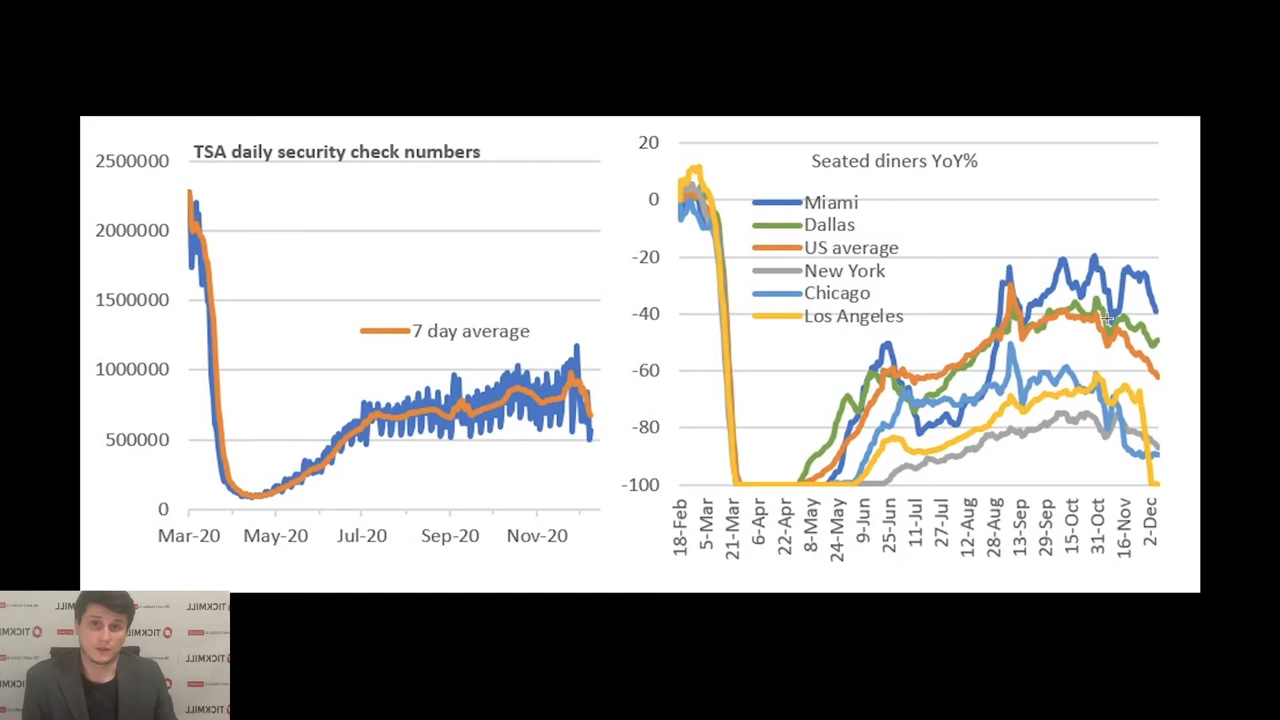 TSA daily security check numbers
2500000
2000000
1500000
1000000
500000
0
7 day average
Mar-20
May-20
Jul-20
Sep-20
Nov-20
Seated diners YoY%
20
0
-20
-40
-60
-80
-100
Miami
Dallas
US average
New York
Chicago
Los Angeles
18-Feb
5-Mar
21-Mar
6-Apr
22-Apr
8-May
24-May
9-Jun
25-Jun
11-Jul
27-Jul
12-Aug
28-Aug
13-Sep
29-Sep
15-Oct
31-Oct
16-Nov
2-Dec
TICKMILL
TICKMILL
TICKMILL
TICKMILL